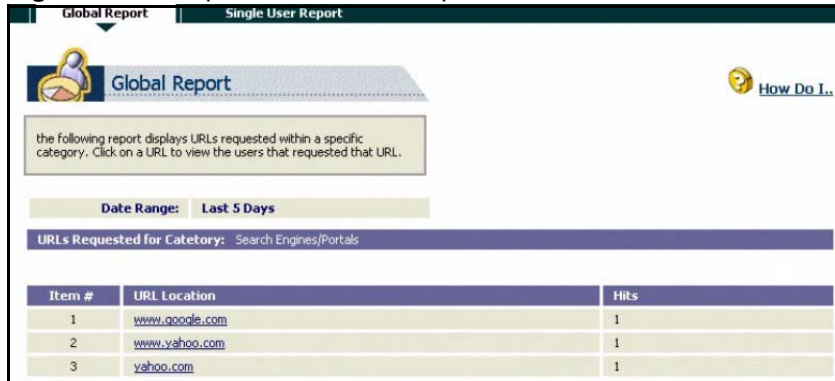 Global Report Single User Report
Global Report
How Do I..
the following report displays URLs requested within a specific
category. Click on a URL to view the users that requested that URL.
Date Range: Last 5 Days
URLs Requested for Catetory: Search Engines/Portals
Item # URL Location Hits
1 www.google.com 1
2 www.yahoo.com 1
3 yahoo.com 1